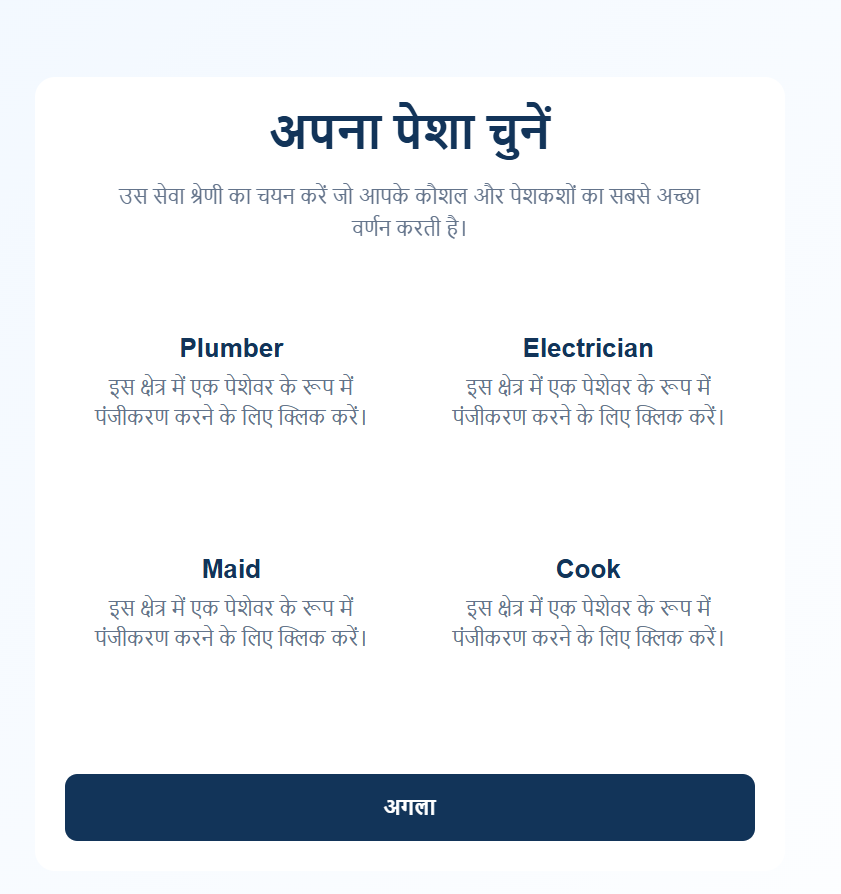 अपना पेशा चुनें
उस सेवा श्रेणी का चयन करें जो आपके कौशल और पेशकशों का सबसे अच्छा
वर्णन करती है।
Plumber
इस क्षेत्र में एक पेशेवर के रूप में
पंजीकरण करने के लिए क्लिक करें।
Electrician
इस क्षेत्र में एक पेशेवर के रूप में
पंजीकरण करने के लिए क्लिक करें।
Maid
इस क्षेत्र में एक पेशेवर के रूप में
पंजीकरण करने के लिए क्लिक करें।
Cook
इस क्षेत्र में एक पेशेवर के रूप में
पंजीकरण करने के लिए क्लिक करें।
अगला